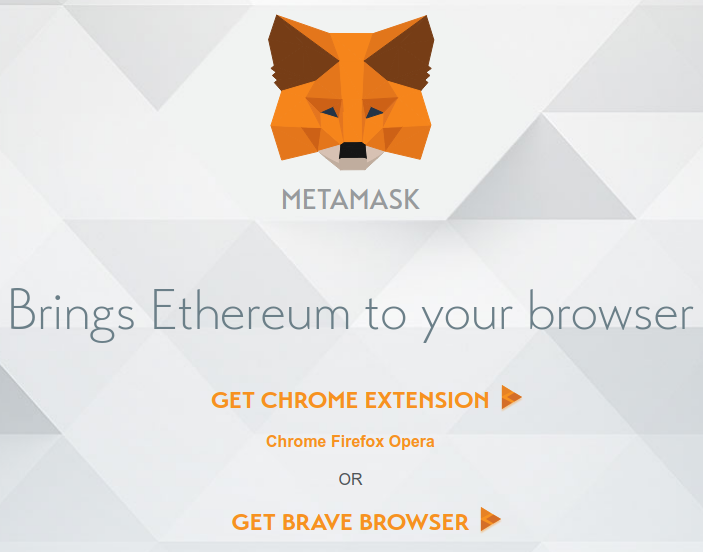 METAMASK
Brings Ethereum to your browser
GET CHROME EXTENSION
Chrome Firefox Opera
OR
GET BRAVE BROWSER